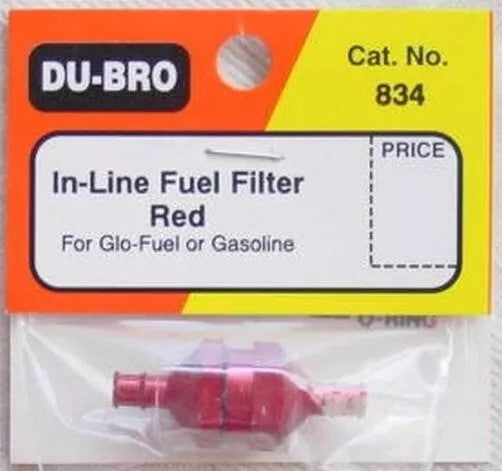 DU-BRO
Cat. No.
834
PRICE
In-Line Fuel Filter
Red
For Glo-Fuel or Gasoline
O-RING